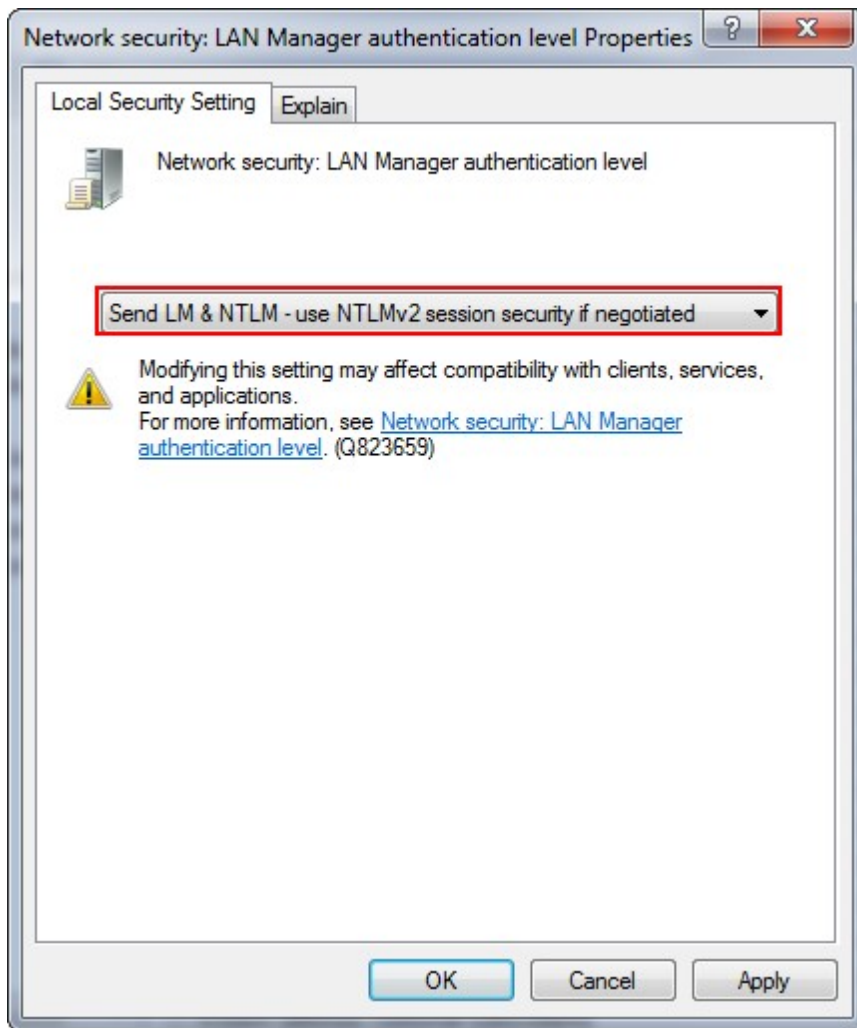 Network security: LAN Manager authentication level Properties
Local Security Setting
Explain
Network security: LAN Manager authentication level
Send LM & NTLM - use NTLMv2 session security if negotiated
Modifying this setting may affect compatibility with clients, services,
and applications.
For more information, see Network security: LAN Manager
authentication level. (Q823659)
OK
Cancel
Apply